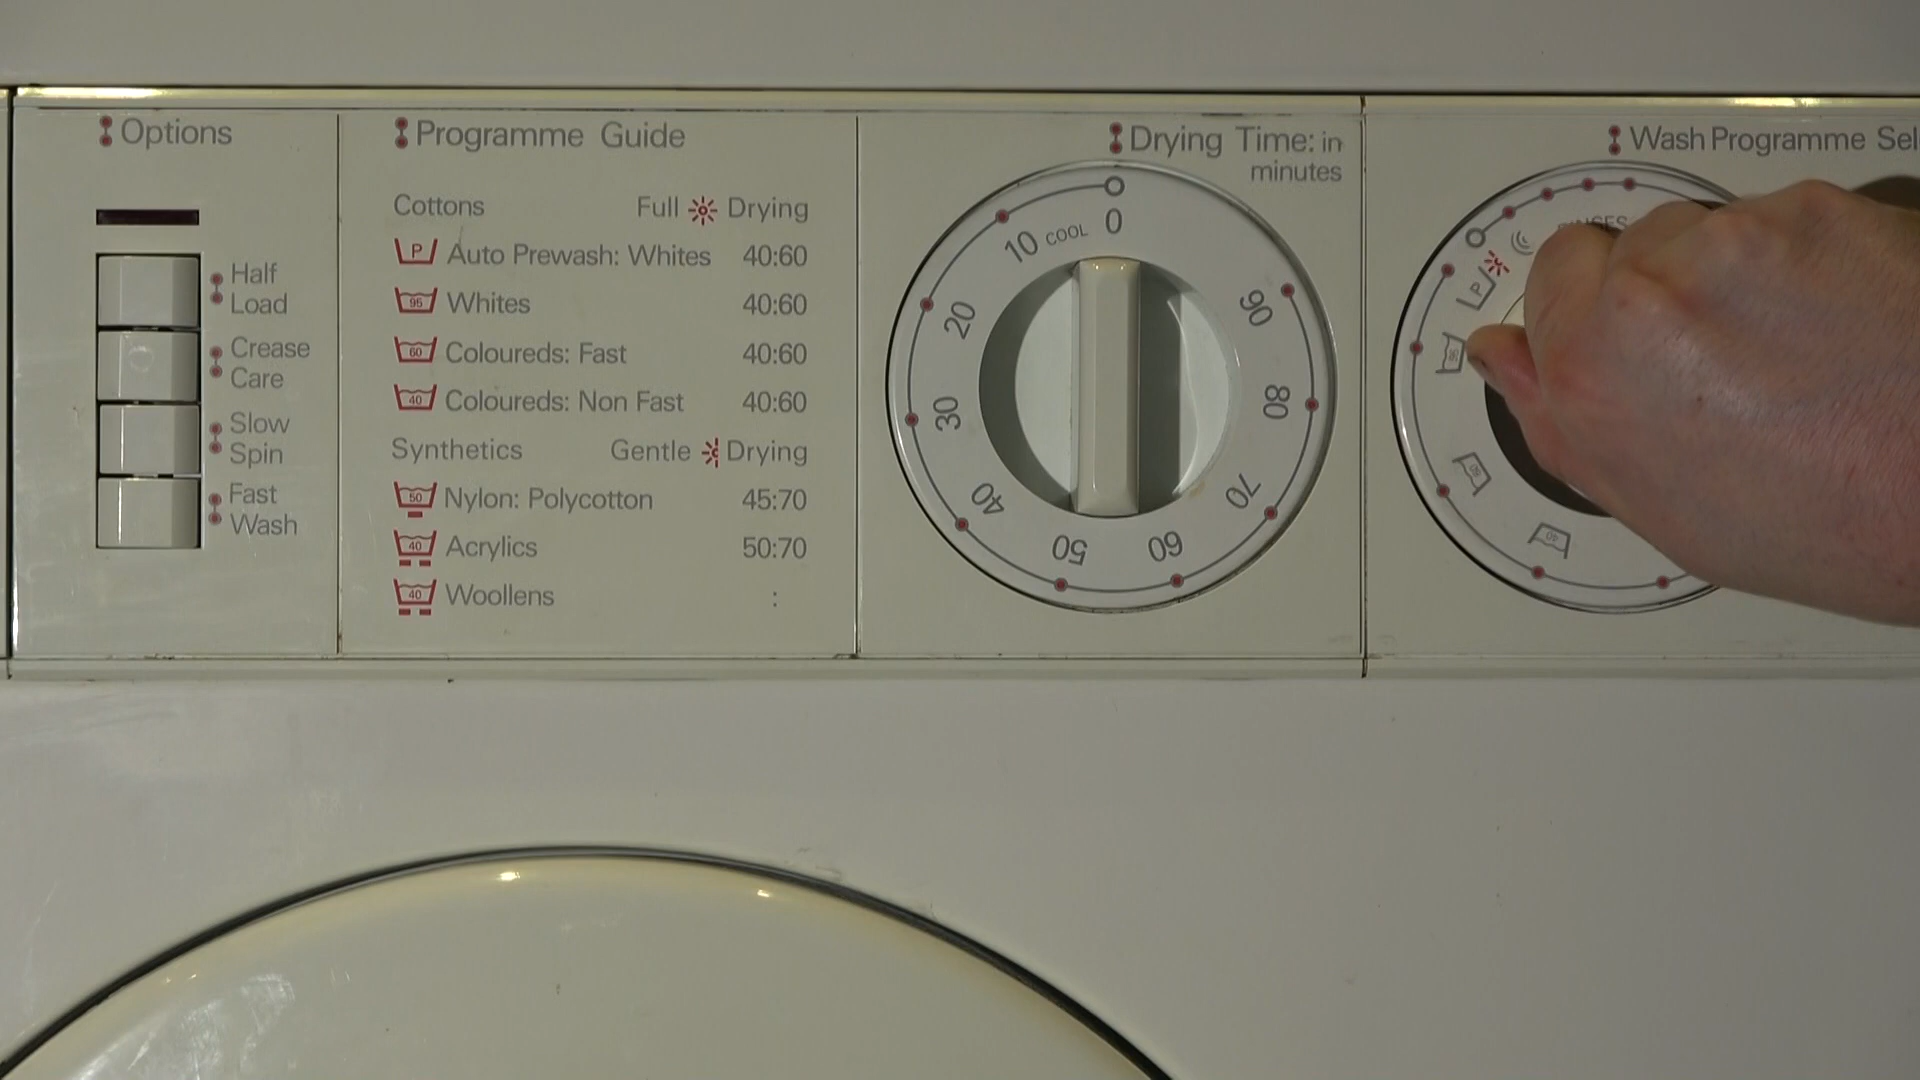 Options
Half
Load
Crease
Care
Slow
Spin
Fast
Wash
Programme Guide
Cottons Full Drying
P Auto Prewash: Whites 40:60
95 Whites 40:60
60 Coloureds: Fast 40:60
40 Coloureds: Non Fast 40:60
Synthetics Gentle Drying
50 Nylon: Polycotton 45:70
40 Acrylics 50:70
40 Woollens :
Drying Time: in
minutes
0
COOL
10
20
30
40
50
60
70
80
90
Wash Programme Sel
P
40